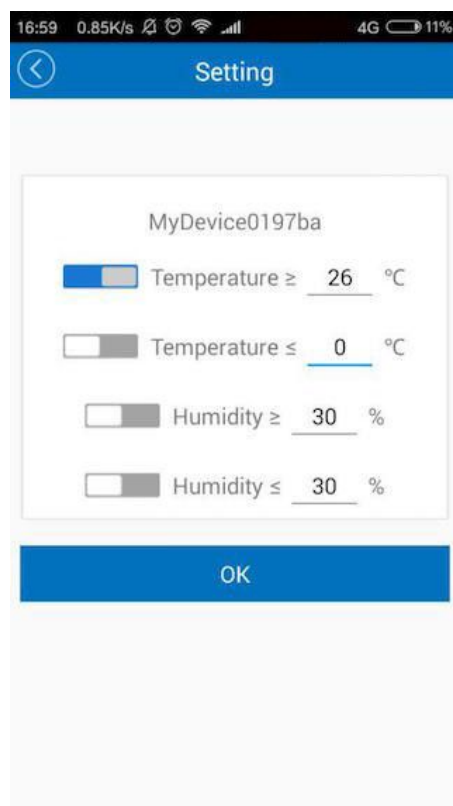 16:59 0.85K/s 4G 11%
Setting
MyDevice0197ba
Temperature ≥ 26 °C
Temperature ≤ 0 °C
Humidity ≥ 30 %
Humidity ≤ 30 %
OK